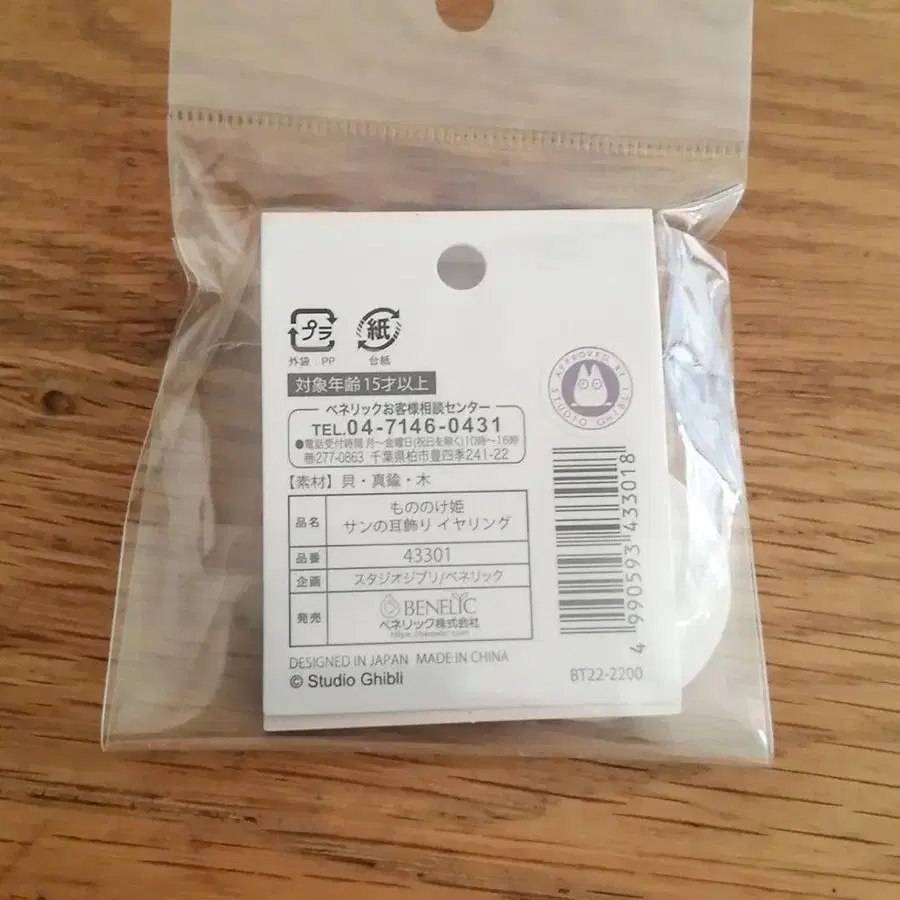 プラ
紙
外袋:PP
台紙
対象年齢15才以上
ベネリックお客様相談センター
TEL.04-7146-0431
●電話受付時間 月～金曜日(祝日を除く)10時～16時
〒277-0863 千葉県柏市豊四季241-22
【素材】貝・真鍮・木
品名
もののけ姫
サンの耳飾り イヤリング
品番
43301
企画
スタジオジブリ/ベネリック
発売
BENELIC
ベネリック株式会社
https://benelic.com
DESIGNED IN JAPAN MADE IN CHINA
© Studio Ghibli
APPROVED BY
STUDIO GHIBLI
4 990593 433018
BT22-2200